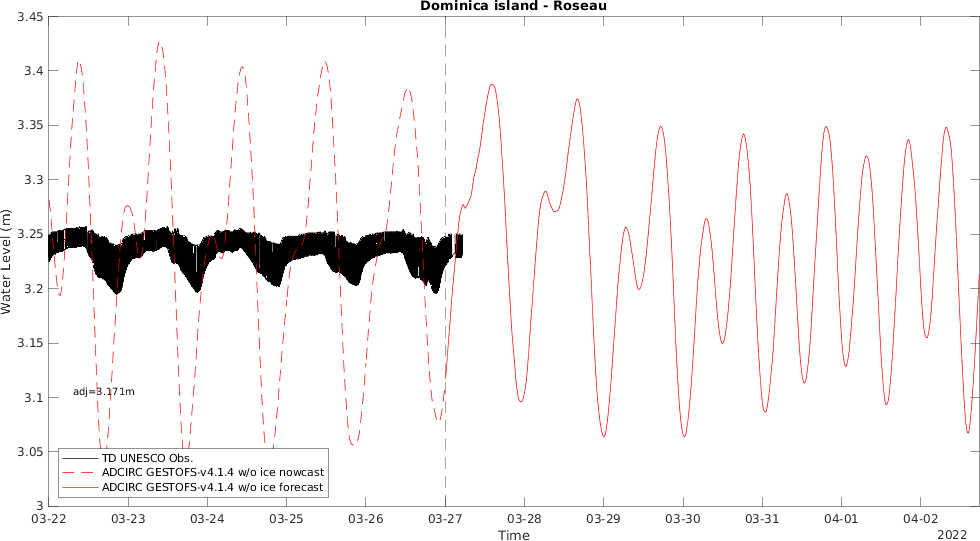 Dominica island - Roseau
3.45
3.4
3.35
3.3
3.25
3.2
3.15
3.1
3.05
3
Water Level (m)
adj=3.171m
TD UNESCO Obs.
ADCIRC GESTOFS-v4.1.4 w/o ice nowcast
ADCIRC GESTOFS-v4.1.4 w/o ice forecast
03-22 03-23 03-24 03-25 03-26 03-27 03-28 03-29 03-30 03-31 04-01 04-02
Time
2022